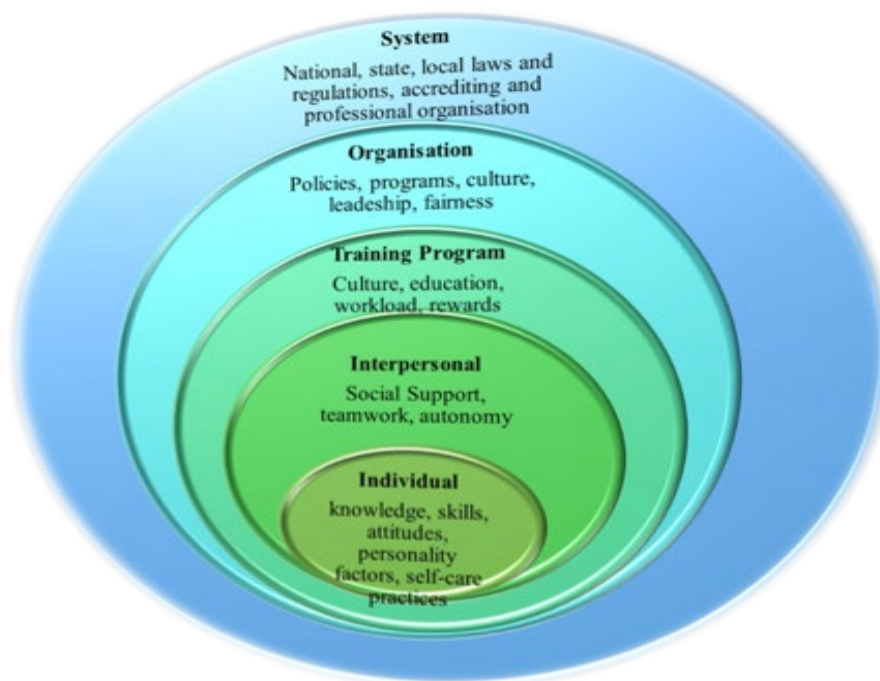 System
National, state, local laws and
regulations, accrediting and
professional organisation
Organisation
Policies, programs, culture,
leadeship, fairness
Training Program
Culture, education,
workload, rewards
Interpersonal
Social Support,
teamwork, autonomy
Individual
knowledge, skills,
attitudes,
personality
factors, self-care
practices